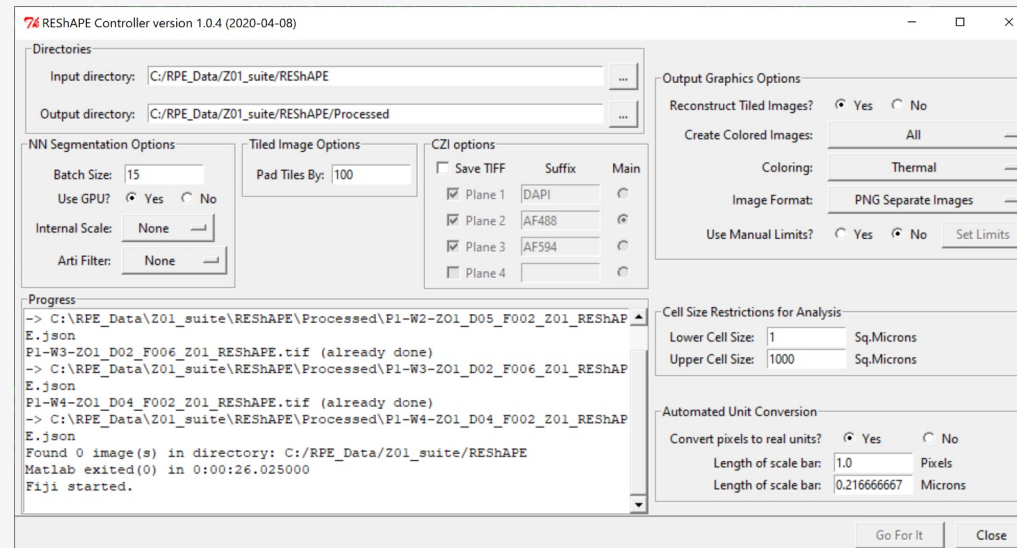 REShAPE Controller version 1.0.4 (2020-04-08)
Directories
Input directory: C:/RPE_Data/Z01_suite/REShAPE ...
Output directory: C:/RPE_Data/Z01_suite/REShAPE/Processed ...
NN Segmentation Options
Batch Size: 15
Use GPU? Yes No
Internal Scale: None
Arti Filter: None
Tiled Image Options
Pad Tiles By: 100
CZI options
Save TIFF Suffix Main
Plane 1 DAPI
Plane 2 AF488
Plane 3 AF594
Plane 4
Output Graphics Options
Reconstruct Tiled Images? Yes No
Create Colored Images: All
Coloring: Thermal
Image Format: PNG Separate Images
Use Manual Limits? Yes No Set Limits
Progress
-> C:\RPE_Data\Z01_suite\REShAPE\Processed\P1-W2-ZO1_D05_F002_Z01_REShAP
E.json
P1-W3-ZO1_D02_F006_Z01_REShAPE.tif (already done)
-> C:\RPE_Data\Z01_suite\REShAPE\Processed\P1-W3-ZO1_D02_F006_Z01_REShAP
E.json
P1-W4-ZO1_D04_F002_Z01_REShAPE.tif (already done)
-> C:\RPE_Data\Z01_suite\REShAPE\Processed\P1-W4-ZO1_D04_F002_Z01_REShAP
E.json
Found 0 image(s) in directory: C:/RPE_Data/Z01_suite/REShAPE
Matlab exited(0) in 0:00:26.025000
Fiji started.
Cell Size Restrictions for Analysis
Lower Cell Size: 1 Sq.Microns
Upper Cell Size: 1000 Sq.Microns
Automated Unit Conversion
Convert pixels to real units? Yes No
Length of scale bar: 1.0 Pixels
Length of scale bar: 0.216666667 Microns
Go For It Close